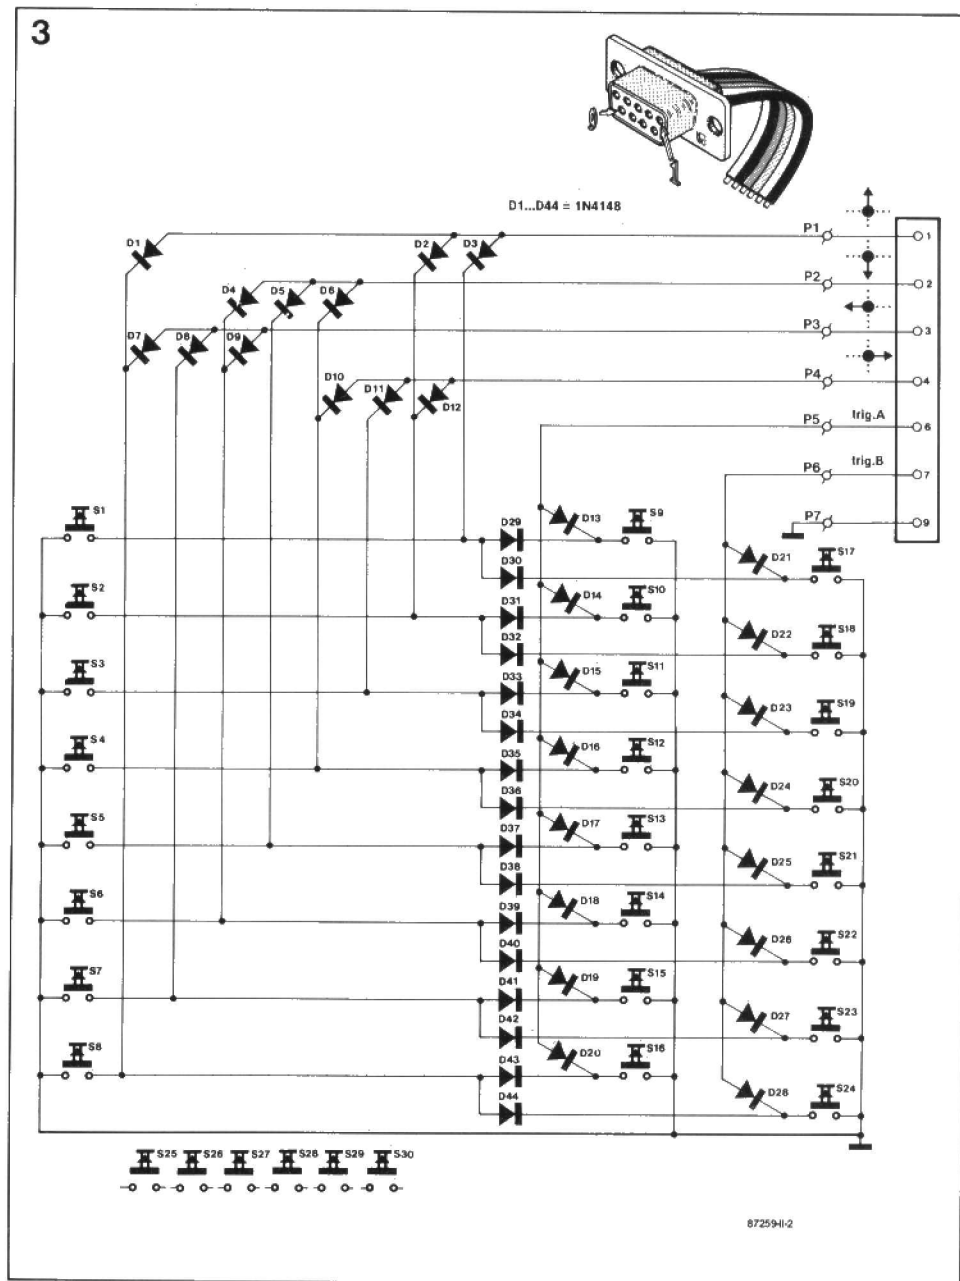 3
D1...D44 = 1N4148
P1
1
D1
D2
D3
P2
2
D4
D5
D6
P3
3
D7
D8
D9
P4
4
D10
D11
D12
P5
trig.A
6
P6
trig.B
7
P7
9
S1
D29
D13
S9
D21
S17
D30
S2
D31
D14
S10
D22
S18
D32
S3
D33
D15
S11
D23
S19
D34
S4
D35
D16
S12
D24
S20
D36
S5
D37
D17
S13
D25
S21
D38
S6
D39
D18
S14
D26
S22
D40
S7
D41
D19
S15
D27
S23
D42
S8
D43
D20
S16
D28
S24
D44
S25
S26
S27
S28
S29
S30
87259-II-2